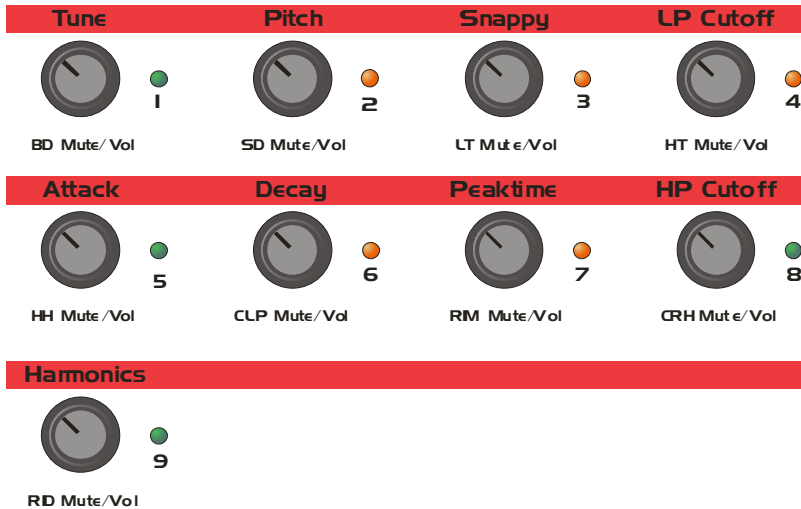 Tune Pitch Snappy LP Cutoff
1 2 3 4
BD Mute/Vol SD Mute/Vol LT Mute/Vol HT Mute/Vol
Attack Decay Peaktime HP Cutoff
5 6 7 8
HH Mute/Vol CLP Mute/Vol RIM Mute/Vol CRH Mute/Vol
Harmonics
9
RID Mute/Vol